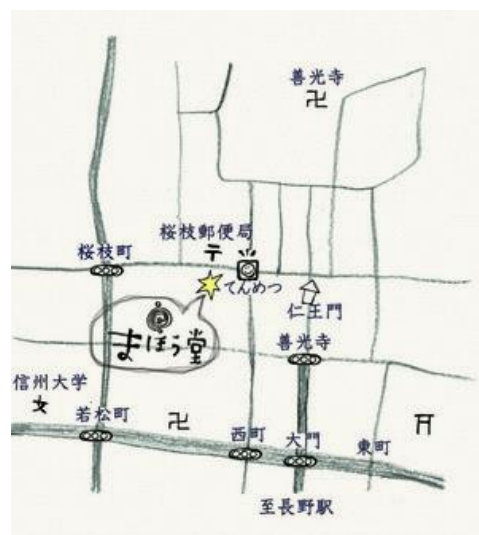 善光寺
桜枝郵便局
桜枝町
てんめつ
仁王門
まぼう堂
善光寺
信州大学
若松町
西町
大門
東町
至長野駅